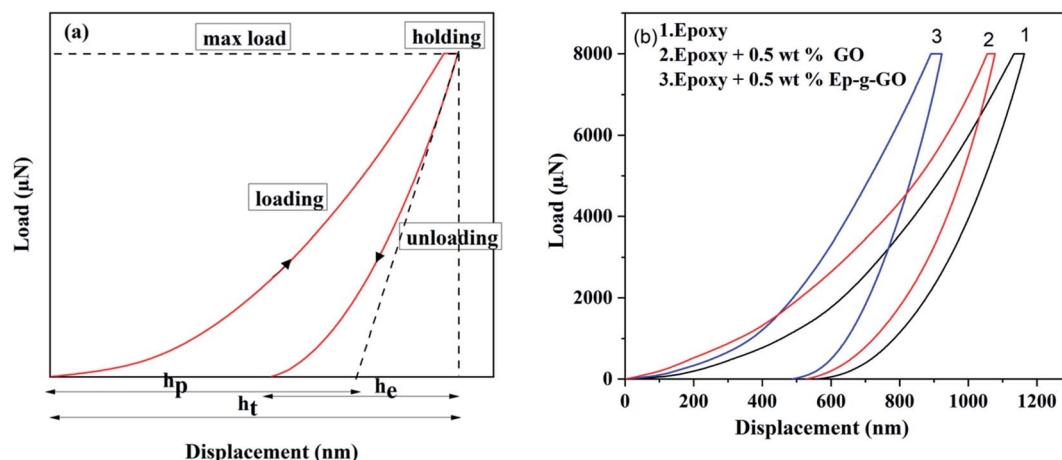 (a)
max load
holding
loading
unloading
Load (µN)
hp
he
ht
Displacement (nm)
(b)
1.Epoxy
2.Epoxy + 0.5 wt % GO
3.Epoxy + 0.5 wt % Ep-g-GO
3
2
1
8000
6000
4000
2000
0
Load (µN)
0
200
400
600
800
1000
1200
Displacement (nm)